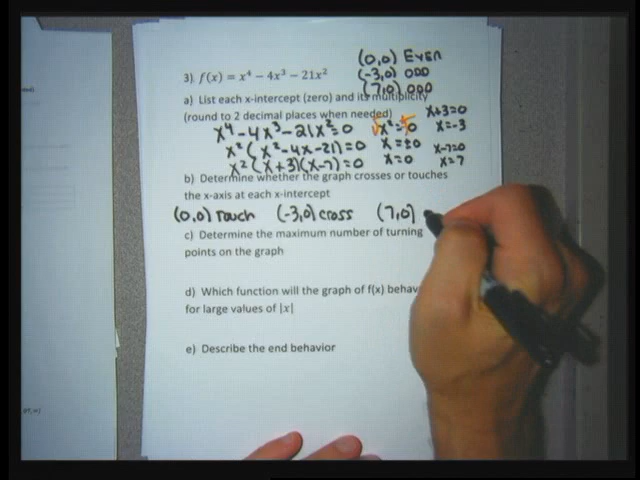 3) f(x) = x⁴ − 4x³ − 21x²
(0,0) EVEN
(-3,0) ODD
(7,0) ODD
a) List each x-intercept (zero) and its multiplicity
(round to 2 decimal places when needed)
x⁴-4x³-21x²=0
x²(x²-4x-21)=0
x²(x+3)(x-7)=0
√x²=√0
x=±0
x=0
x+3=0
x=-3
x-7=0
x=7
b) Determine whether the graph crosses or touches
the x-axis at each x-intercept
(0,0) touch (-3,0) cross (7,0)
c) Determine the maximum number of turning
points on the graph
d) Which function will the graph of f(x) behav
for large values of |x|
e) Describe the end behavior